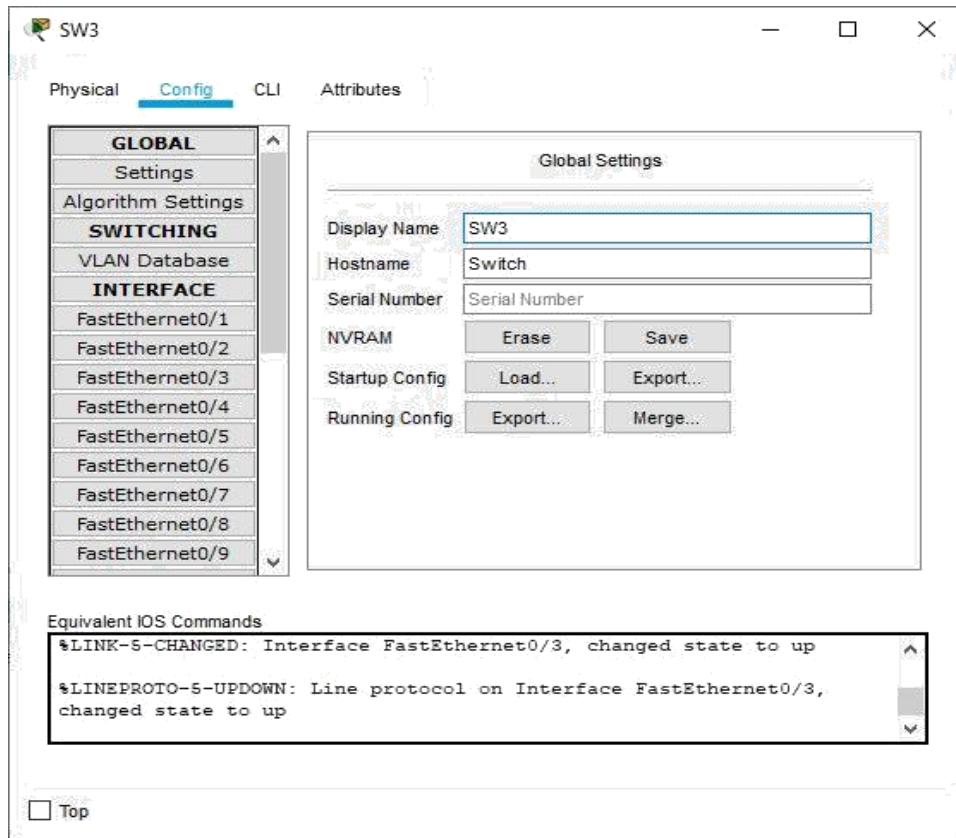 SW3
Physical Config CLI Attributes
GLOBAL
Settings
Algorithm Settings
SWITCHING
VLAN Database
INTERFACE
FastEthernet0/1
FastEthernet0/2
FastEthernet0/3
FastEthernet0/4
FastEthernet0/5
FastEthernet0/6
FastEthernet0/7
FastEthernet0/8
FastEthernet0/9
Global Settings
Display Name SW3
Hostname Switch
Serial Number Serial Number
NVRAM Erase Save
Startup Config Load... Export...
Running Config Export... Merge...
Equivalent IOS Commands
%LINK-5-CHANGED: Interface FastEthernet0/3, changed state to up
%LINEPROTO-5-UPDOWN: Line protocol on Interface FastEthernet0/3,
changed state to up
Top